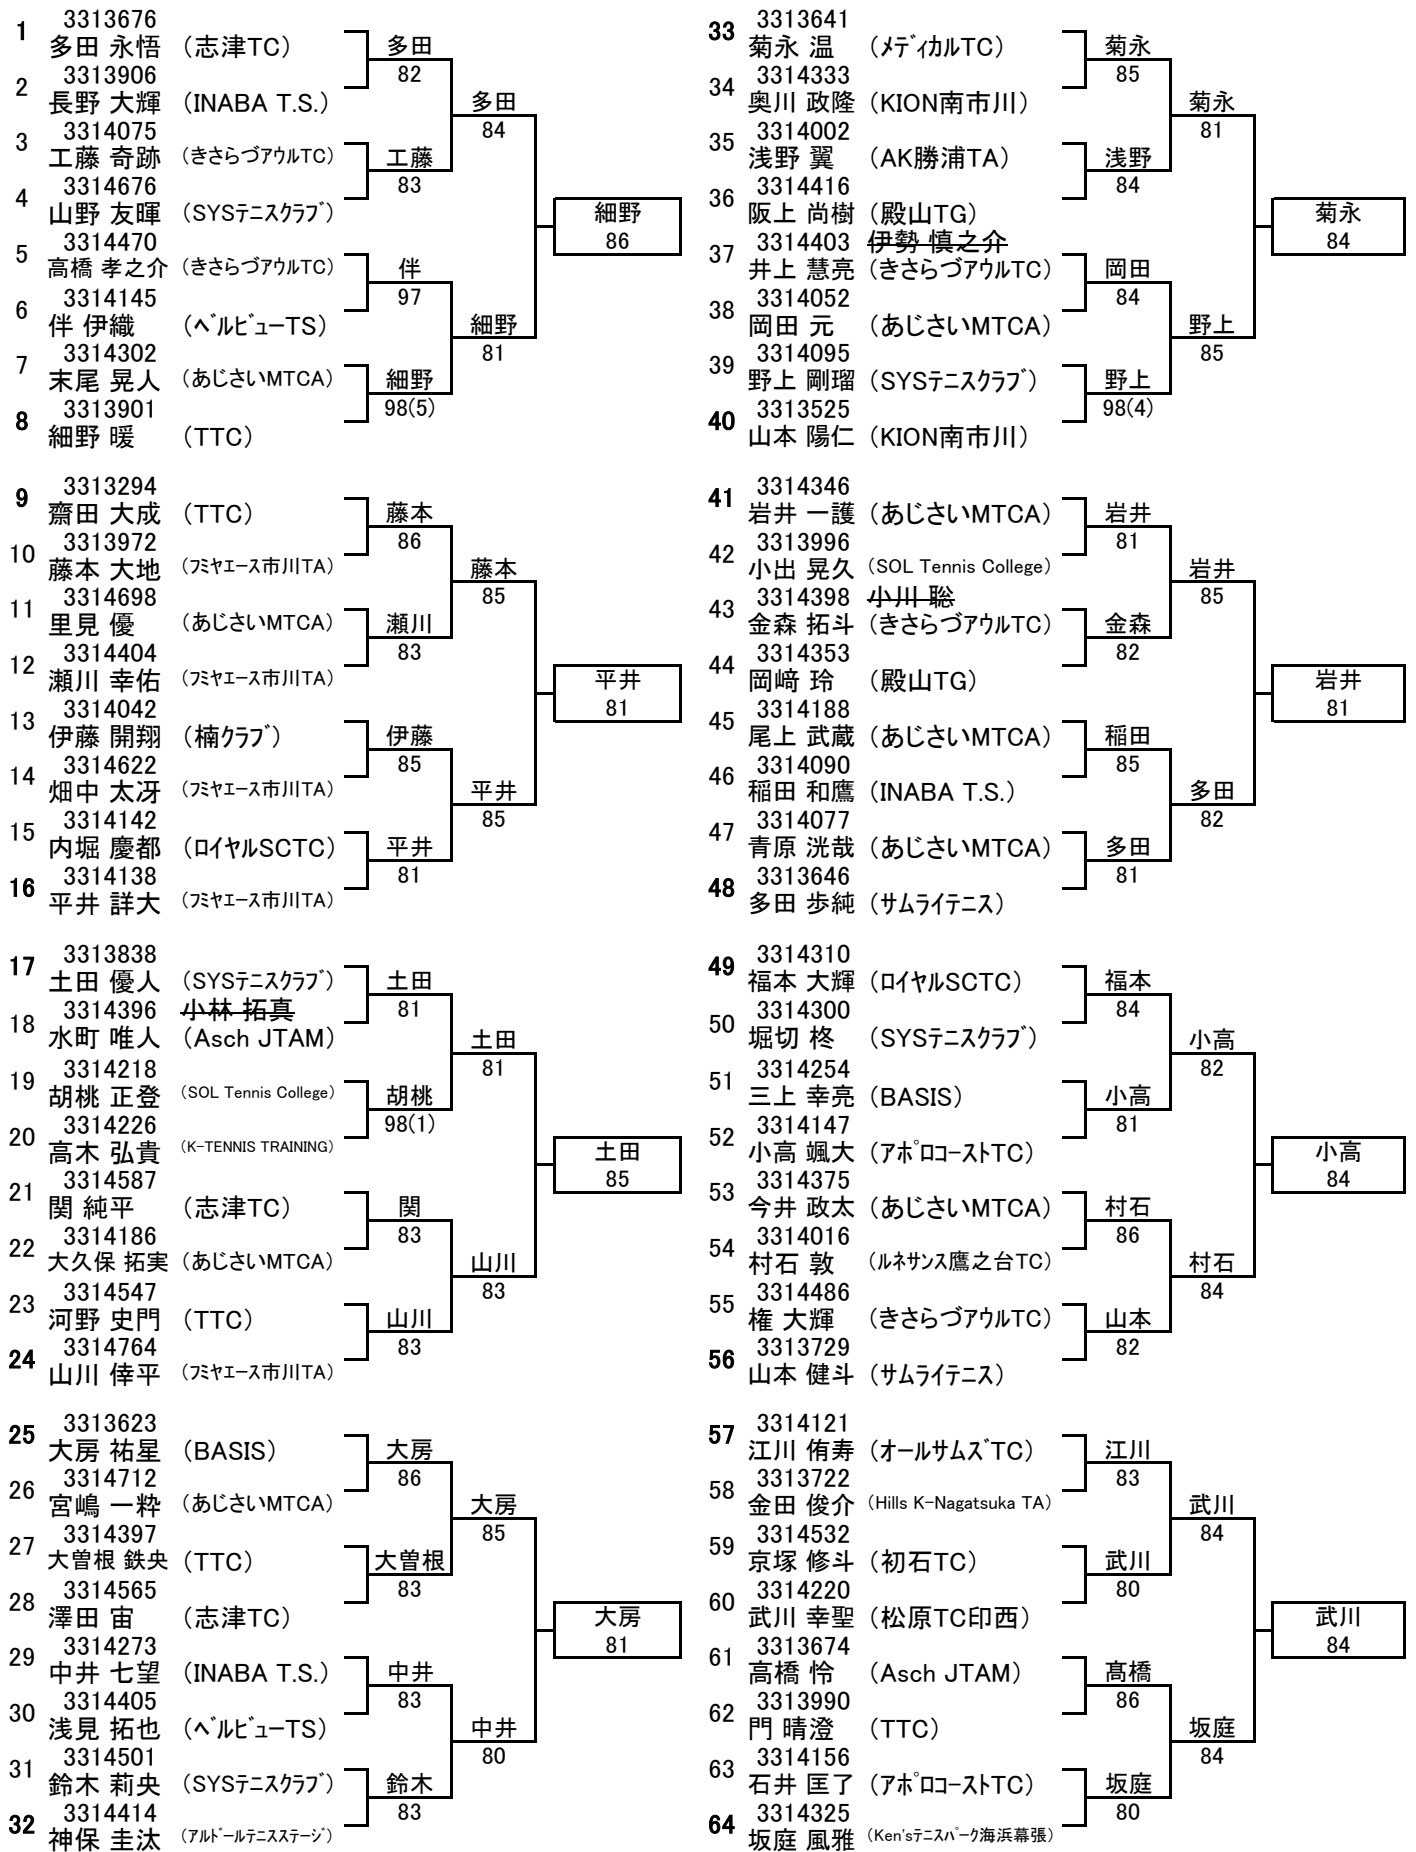 1
3313676
多田 永悟 (志津TC)
多田
82
2
3313906
長野 大輝 (INABA T.S.)
多田
84
3
3314075
工藤 奇跡 (きさらづアウルTC)
工藤
83
4
3314676
山野 友暉 (SYSテニスクラブ)
細野
86
5
3314470
高橋 孝之介 (きさらづアウルTC)
伴
97
6
3314145
伴 伊織 (ベルビューTS)
細野
81
7
3314302
末尾 晃人 (あじさいMTCA)
細野
98(5)
8
3313901
細野 暖 (TTC)
9
3313294
齋田 大成 (TTC)
藤本
86
10
3313972
藤本 大地 (フミヤエース市川TA)
藤本
85
11
3314698
里見 優 (あじさいMTCA)
瀬川
83
12
3314404
瀬川 幸佑 (フミヤエース市川TA)
平井
81
13
3314042
伊藤 開翔 (楠クラブ)
伊藤
85
14
3314622
畑中 太冴 (フミヤエース市川TA)
平井
85
15
3314142
内堀 慶都 (ロイヤルSCTC)
平井
81
16
3314138
平井 詳大 (フミヤエース市川TA)
17
3313838
土田 優人 (SYSテニスクラブ)
土田
81
18
3314396 小林 拓真
水町 唯人 (Asch JTAM)
土田
81
19
3314218
胡桃 正登 (SOL Tennis College)
胡桃
98(1)
20
3314226
高木 弘貴 (K-TENNIS TRAINING)
土田
85
21
3314587
関 純平 (志津TC)
関
83
22
3314186
大久保 拓実 (あじさいMTCA)
山川
83
23
3314547
河野 史門 (TTC)
山川
83
24
3314764
山川 倖平 (フミヤエース市川TA)
25
3313623
大房 祐星 (BASIS)
大房
86
26
3314712
宮嶋 一粋 (あじさいMTCA)
大房
85
27
3314397
大曽根 鉄央 (TTC)
大曽根
83
28
3314565
澤田 宙 (志津TC)
大房
81
29
3314273
中井 七望 (INABA T.S.)
中井
83
30
3314405
浅見 拓也 (ベルビューTS)
中井
80
31
3314501
鈴木 莉央 (SYSテニスクラブ)
鈴木
83
32
3314414
神保 圭汰 (アルドールテニスステージ)
33
3313641
菊永 温 (メディカルTC)
菊永
85
34
3314333
奥川 政隆 (KION南市川)
菊永
81
35
3314002
浅野 翼 (AK勝浦TA)
浅野
84
36
3314416
阪上 尚樹 (殿山TG)
菊永
84
37
3314403 伊勢 慎之介
井上 慧亮 (きさらづアウルTC)
岡田
84
38
3314052
岡田 元 (あじさいMTCA)
野上
85
39
3314095
野上 剛瑠 (SYSテニスクラブ)
野上
98(4)
40
3313525
山本 陽仁 (KION南市川)
41
3314346
岩井 一護 (あじさいMTCA)
岩井
81
42
3313996
小出 晃久 (SOL Tennis College)
岩井
85
43
3314398 小川 聡
金森 拓斗 (きさらづアウルTC)
金森
82
44
3314353
岡﨑 玲 (殿山TG)
岩井
81
45
3314188
尾上 武蔵 (あじさいMTCA)
稲田
85
46
3314090
稲田 和鷹 (INABA T.S.)
多田
82
47
3314077
青原 洸哉 (あじさいMTCA)
多田
81
48
3313646
多田 歩純 (サムライテニス)
49
3314310
福本 大輝 (ロイヤルSCTC)
福本
84
50
3314300
堀切 柊 (SYSテニスクラブ)
小高
82
51
3314254
三上 幸亮 (BASIS)
小高
81
52
3314147
小高 颯大 (アポロコーストTC)
小高
84
53
3314375
今井 政太 (あじさいMTCA)
村石
86
54
3314016
村石 敦 (ルネサンス鷹之台TC)
村石
84
55
3314486
権 大輝 (きさらづアウルTC)
山本
82
56
3313729
山本 健斗 (サムライテニス)
57
3314121
江川 侑寿 (オールサムズTC)
江川
83
58
3313722
金田 俊介 (Hills K-Nagatsuka TA)
武川
84
59
3314532
京塚 修斗 (初石TC)
武川
80
60
3314220
武川 幸聖 (松原TC印西)
武川
84
61
3313674
髙橋 怜 (Asch JTAM)
髙橋
86
62
3313990
門 晴澄 (TTC)
坂庭
84
63
3314156
石井 匡了 (アポロコーストTC)
坂庭
80
64
3314325
坂庭 風雅 (Ken'sテニスパーク海浜幕張)